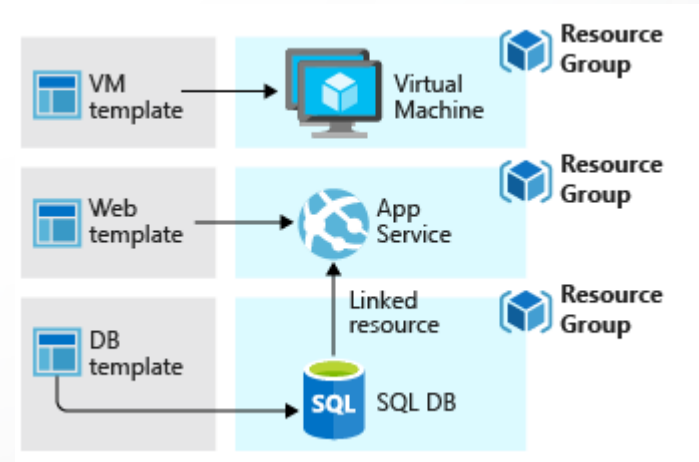 VM
template
Virtual
Machine
Resource
Group
Web
template
App
Service
Resource
Group
Linked
resource
DB
template
SQL
SQL DB
Resource
Group